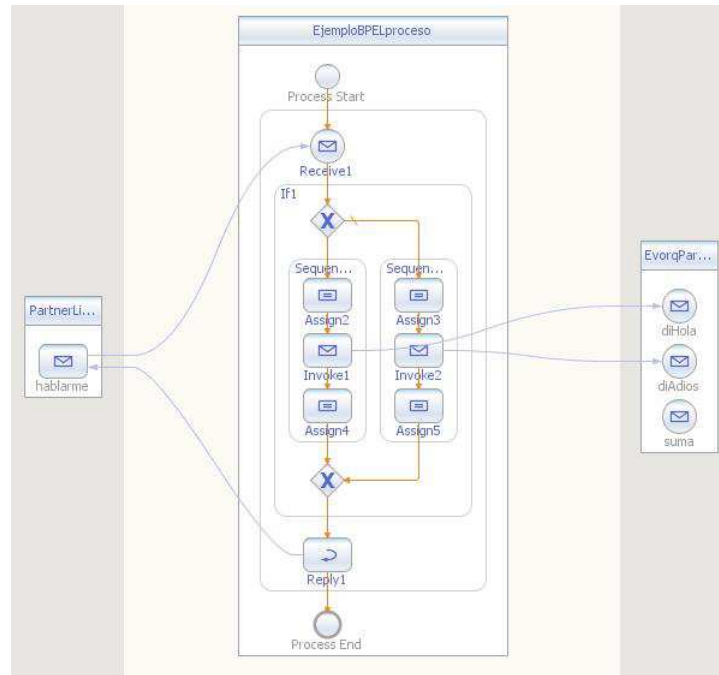 EjemploBPELproceso
Process Start
Receive1
If1
Sequen... Sequen...
Assign2 Assign3
Invoke1 Invoke2
Assign4 Assign5
Reply1
Process End
PartnerLi...
hablarme
EvorqPar...
diHola
diAdios
suma